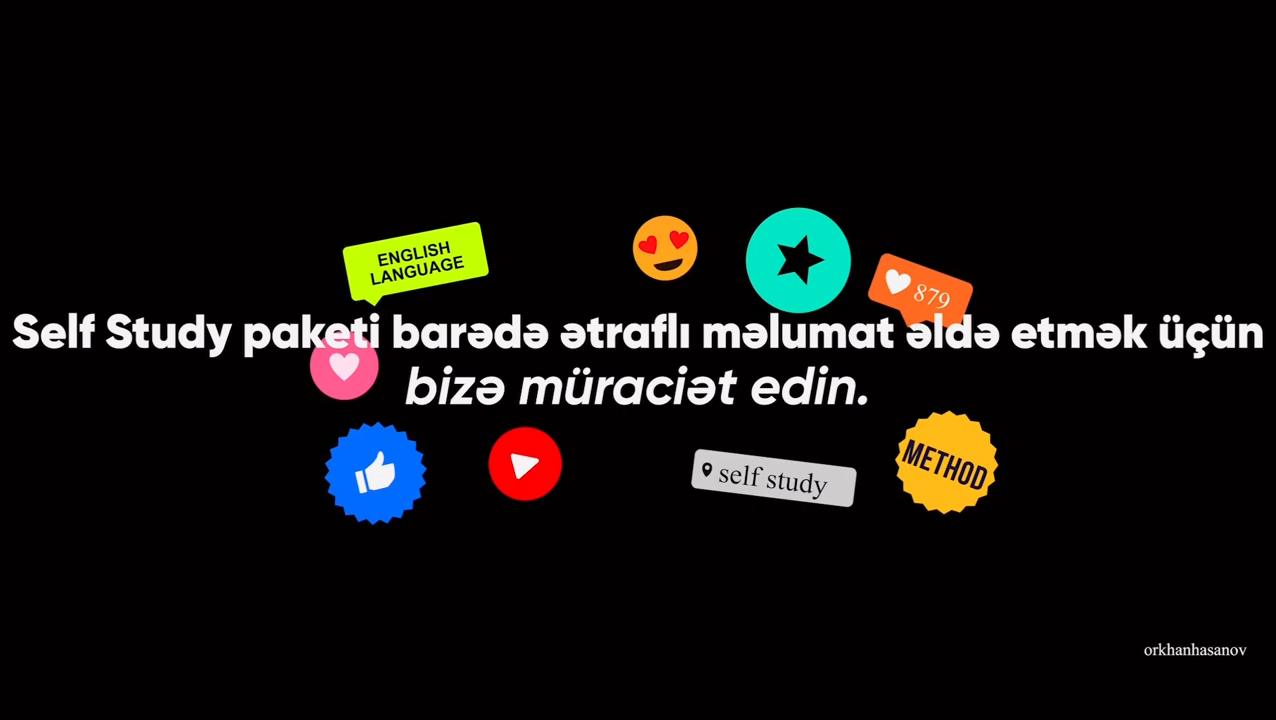 ENGLISH
LANGUAGE
879
Self Study paketi barədə ətraflı məlumat əldə etmək üçün
bizə müraciət edin.
self study
METHOD
orkhanhasanov